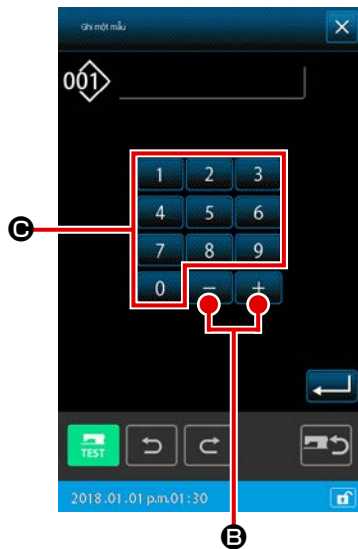 Ghi một mẫu
001
1 2 3
4 5 6
C
7 8 9
0 − +
TEST
2018.01.01 p.m.01:30
B